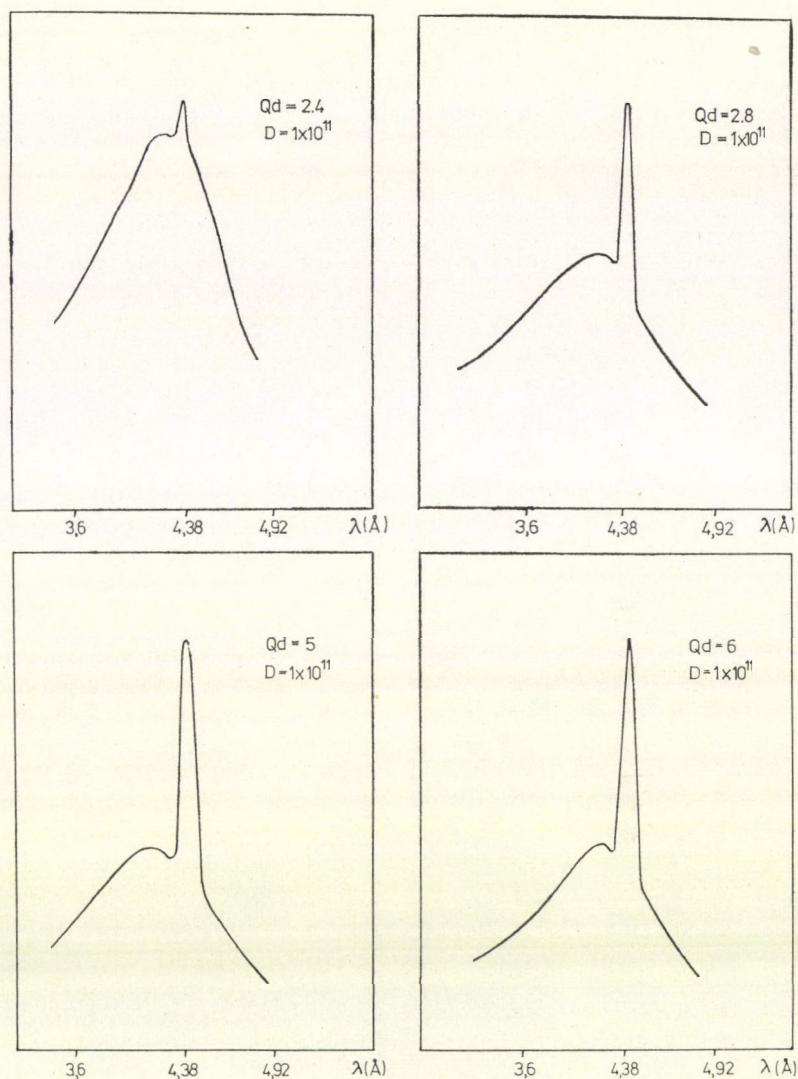 Qd = 2.4
D = 1x10¹¹
3,6 4,38 4,92 λ(Å)
Qd = 2.8
D = 1x10¹¹
3,6 4,38 4,92 λ(Å)
Qd = 5
D = 1x10¹¹
3,6 4,38 4,92 λ(Å)
Qd = 6
D = 1x10¹¹
3,6 4,38 4,92 λ(Å)